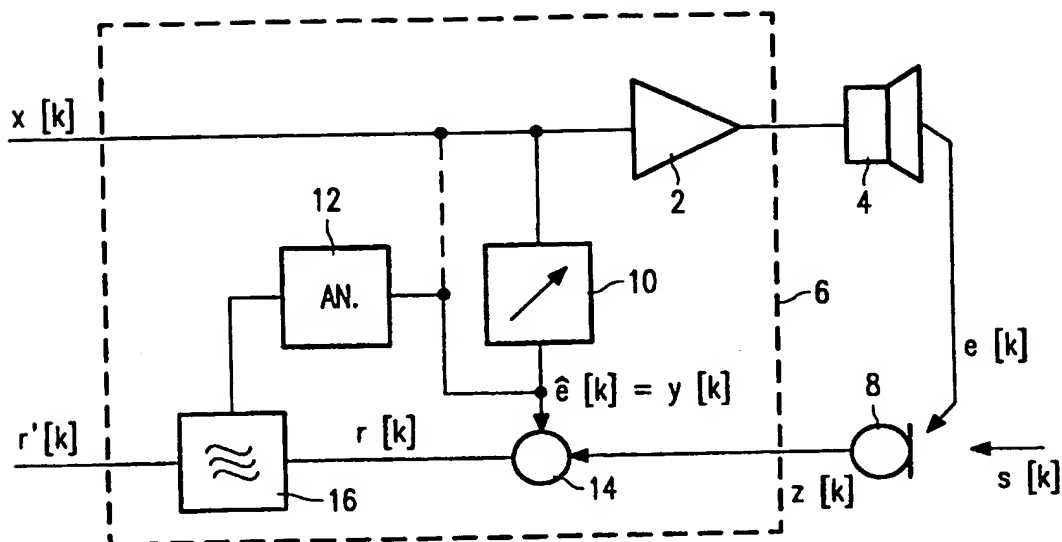 x [k]
2
4
12
AN.
10
6
e [k]
ê [k] = y [k]
8
r'[k]
r [k]
16
14
z [k]
s [k]